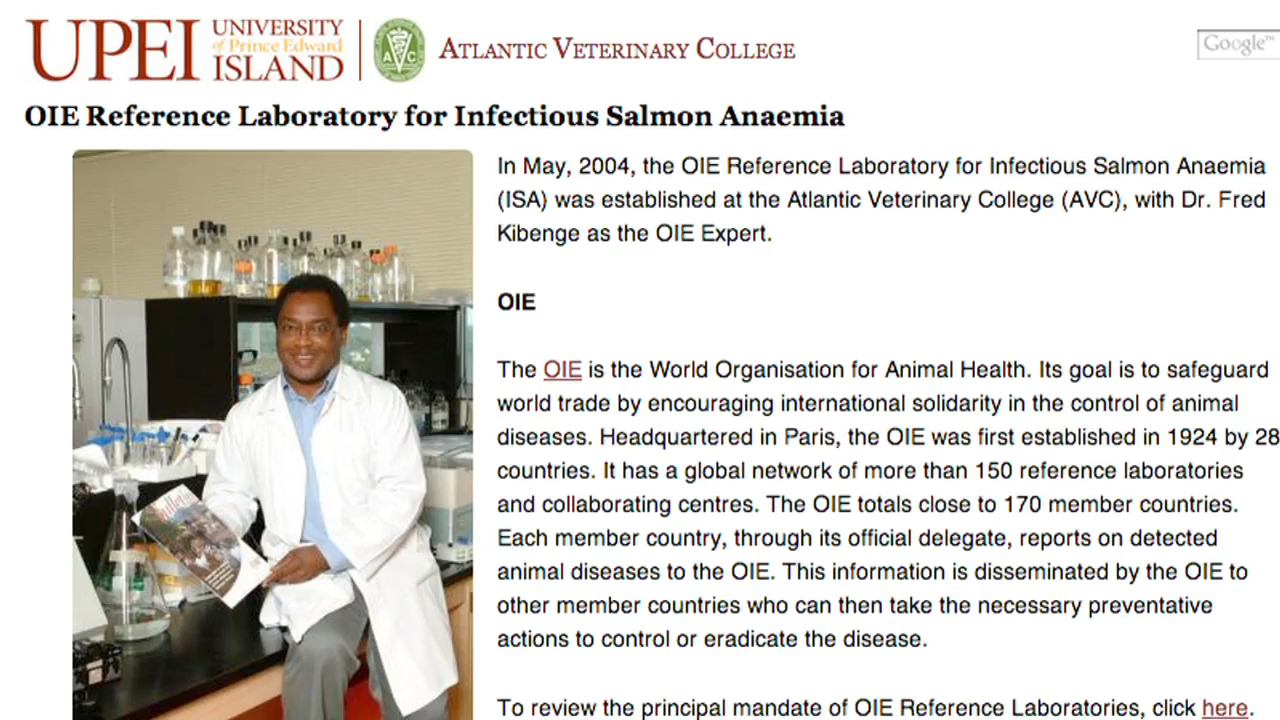 UPEI UNIVERSITY of Prince Edward ISLAND
AVC
ATLANTIC VETERINARY COLLEGE
Google™
OIE Reference Laboratory for Infectious Salmon Anaemia
In May, 2004, the OIE Reference Laboratory for Infectious Salmon Anaemia
(ISA) was established at the Atlantic Veterinary College (AVC), with Dr. Fred
Kibenge as the OIE Expert.
OIE
The OIE is the World Organisation for Animal Health. Its goal is to safeguard
world trade by encouraging international solidarity in the control of animal
diseases. Headquartered in Paris, the OIE was first established in 1924 by 28
countries. It has a global network of more than 150 reference laboratories
and collaborating centres. The OIE totals close to 170 member countries.
Each member country, through its official delegate, reports on detected
animal diseases to the OIE. This information is disseminated by the OIE to
other member countries who can then take the necessary preventative
actions to control or eradicate the disease.
To review the principal mandate of OIE Reference Laboratories, click here.
Bulletin